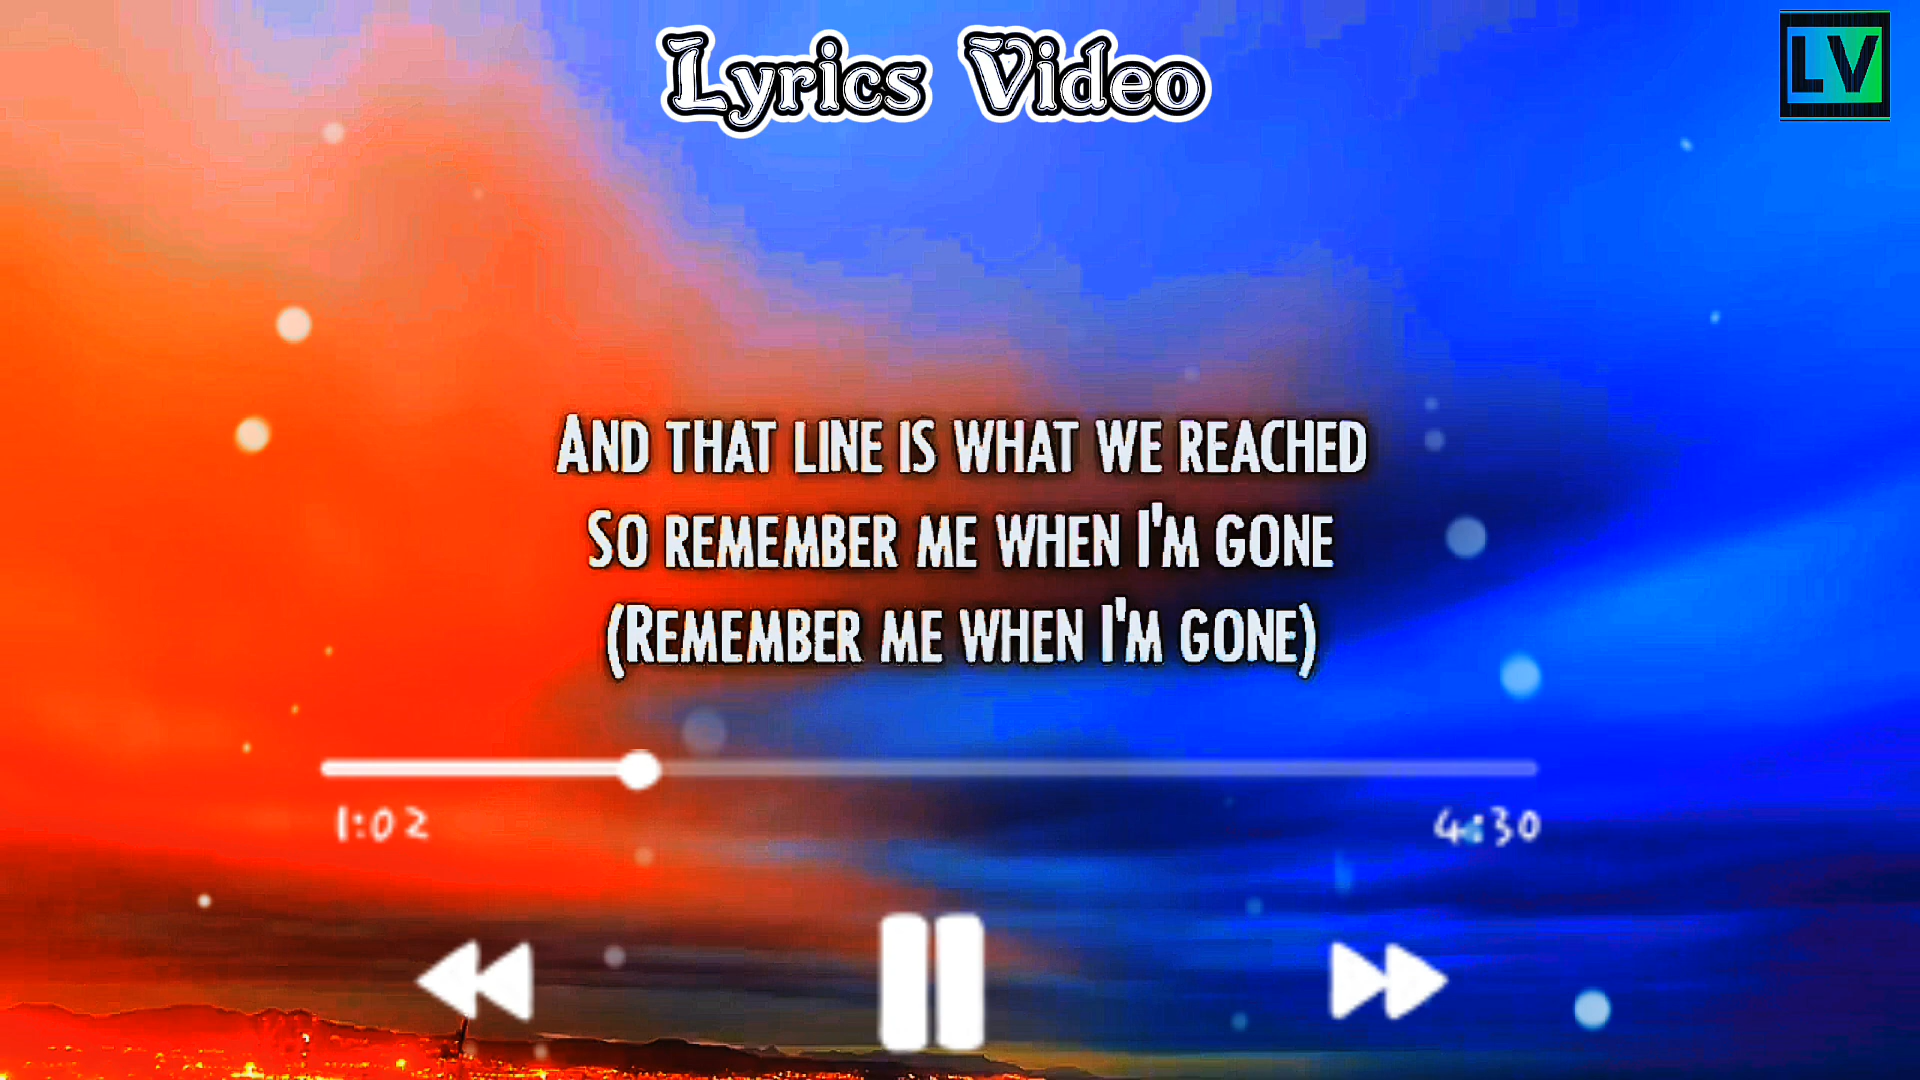 Lyrics Video
LV
And that line is what we reached
So remember me when I'm gone
(Remember me when I'm gone)
1:02
4:30